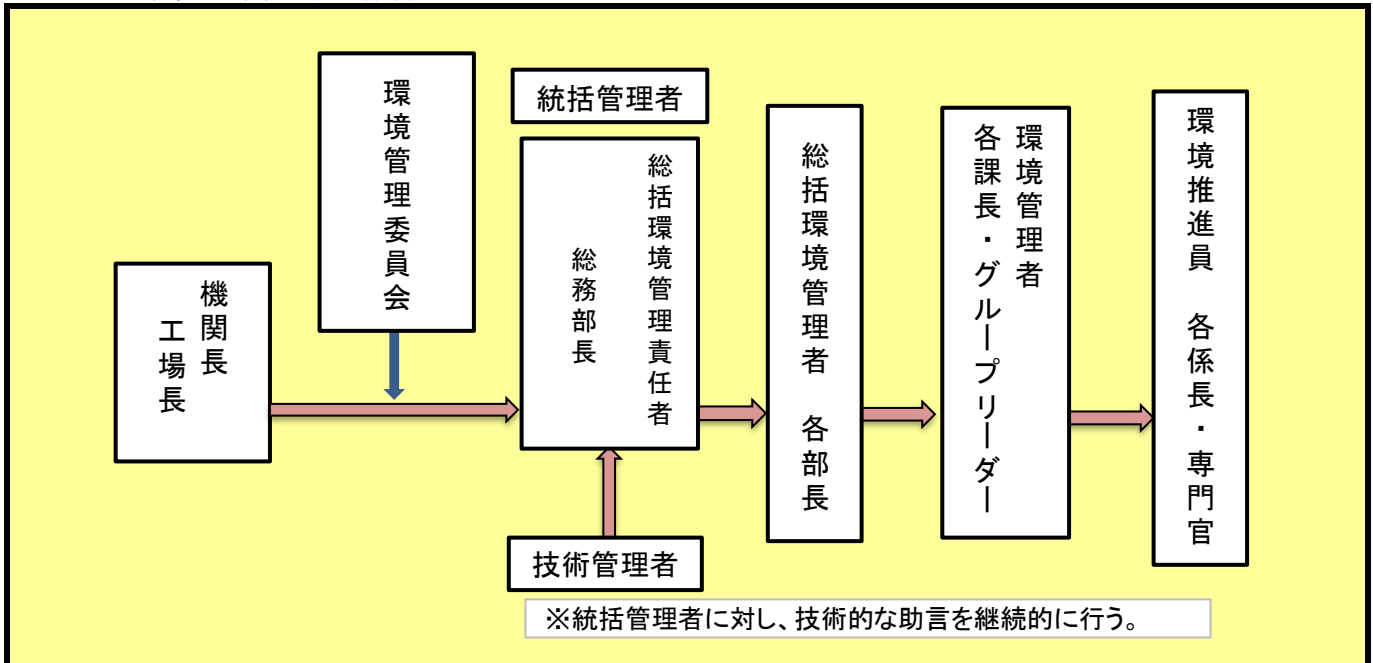 機関長
工場長
環境管理委員会
統括管理者
総括環境管理責任者
総務部長
技術管理者
※統括管理者に対し、技術的な助言を継続的に行う。
総括環境管理者　各部長
環境管理者
各課長・グループリーダー
環境推進員　各係長・専門官